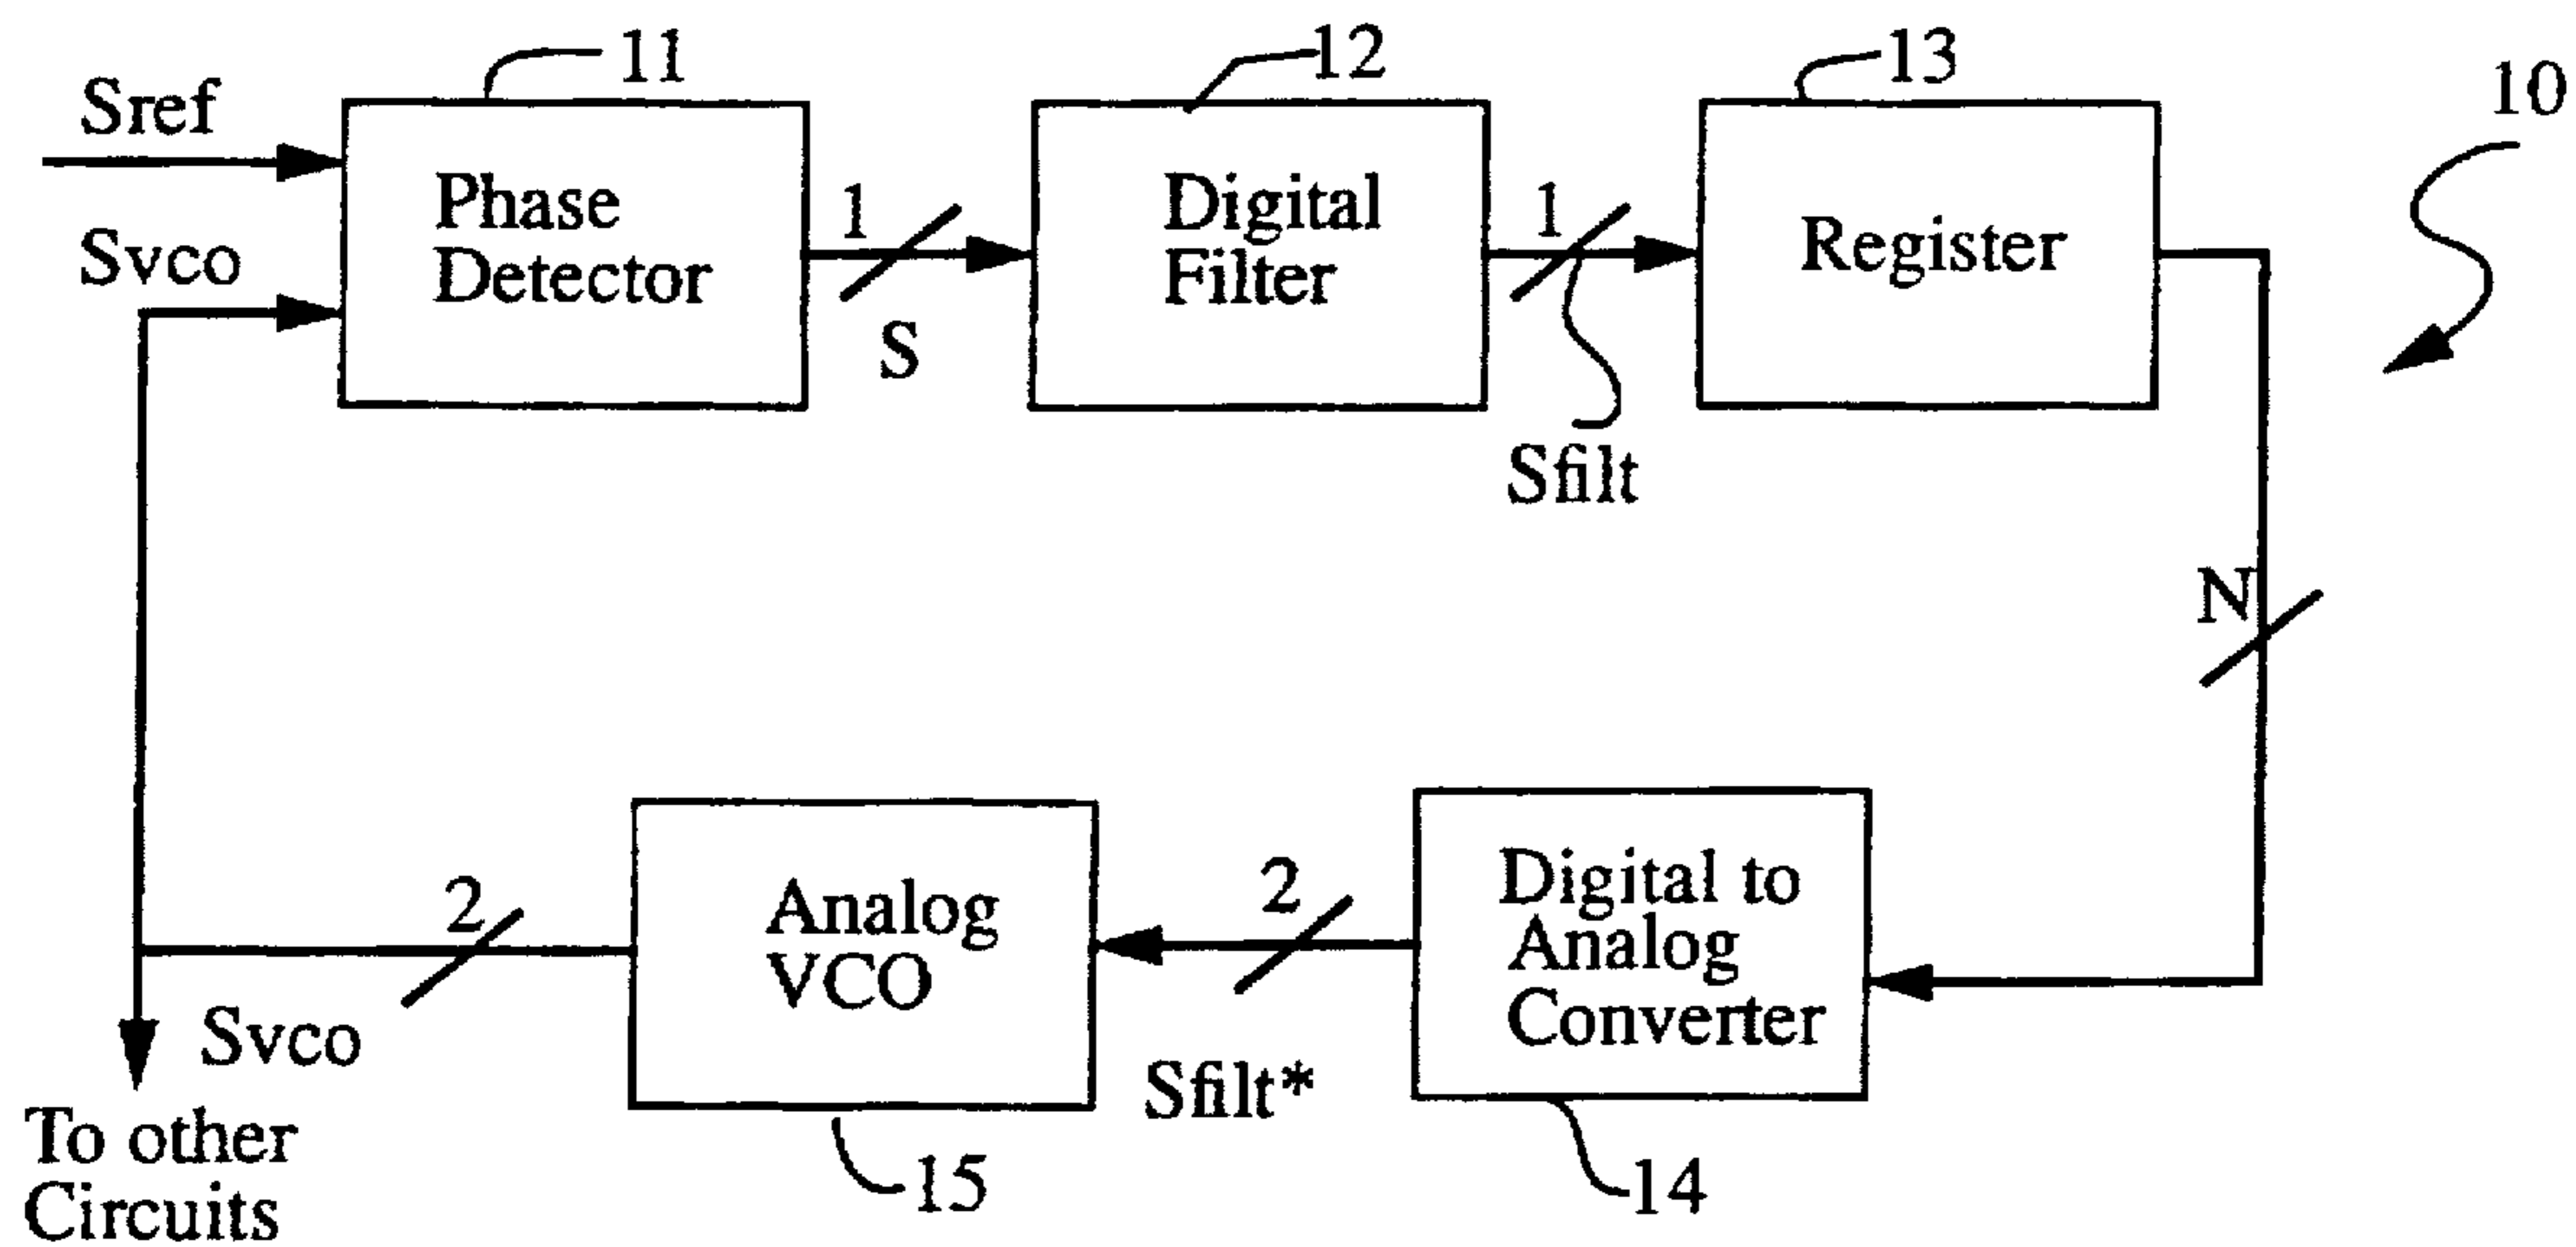 11
12
13
10
Sref
Svco
Phase
Detector
1
S
Digital
Filter
1
Sfilt
Register
N
2
Svco
To other
Circuits
Analog
VCO
15
2
Sfilt*
Digital to
Analog
Converter
14